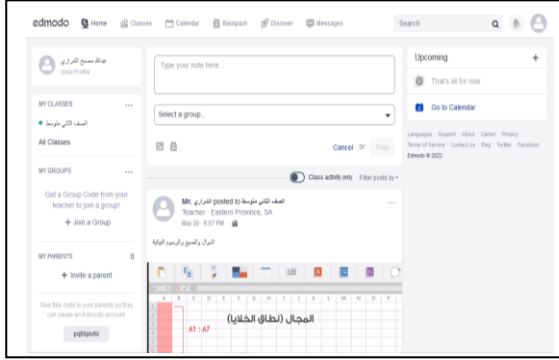 edmodo Home Classes Calendar Backpack Discover Messages Search
View Profile
MY CLASSES
الصف الثاني متوسط
All Classes
MY GROUPS
Get a Group Code from your
teacher to join a group!
+ Join a Group
MY PARENTS 0
+ Invite a parent
Give this code to your parents so they
can create an Edmodo account
Type your note here...
Select a group...
Cancel or Post
Class activity only Filter posts by
Mr. الشراري posted to الصف الثاني متوسط
Teacher · Eastern Province, SA
May 30 · 6:57 PM
الدوال والصيغ والرسوم البيانية
A B C D E F G H I J K L M N O P
المجال (نطاق الخلايا)
A1 : A7
Upcoming +
That's all for now
Go to Calendar
Languages · Support · About · Career · Privacy ·
Terms of Service · Contact Us · Blog · Twitter · Facebook
Edmodo © 2022